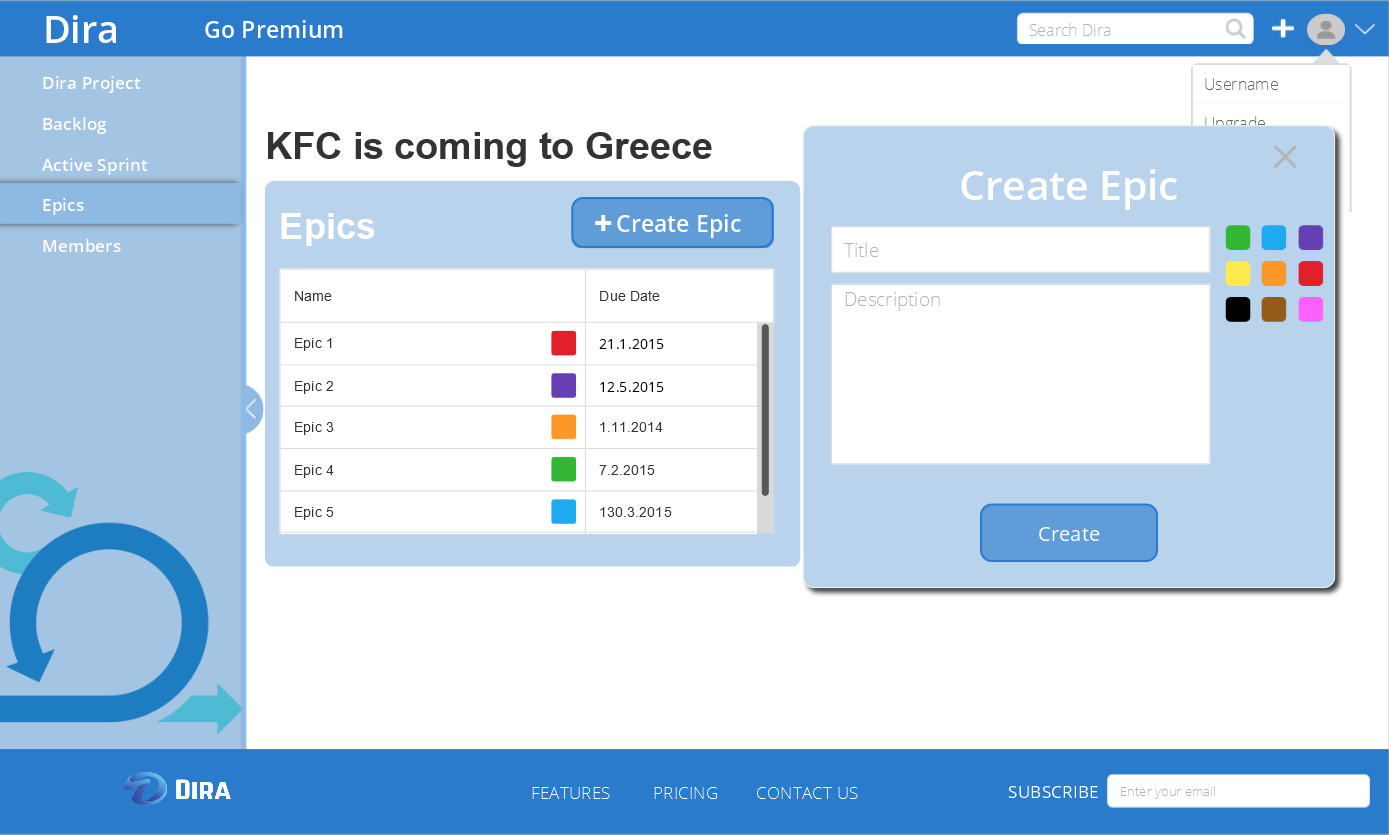 Dira
Go Premium
Search Dira
Dira Project
Backlog
Active Sprint
Epics
Members
Username
Upgrade
KFC is coming to Greece
Epics
Create Epic
Name
Due Date
Epic 1
21.1.2015
Epic 2
12.5.2015
Epic 3
1.11.2014
Epic 4
7.2.2015
Epic 5
130.3.2015
Create Epic
Title
Description
Create
DIRA
FEATURES
PRICING
CONTACT US
SUBSCRIBE
Enter your email